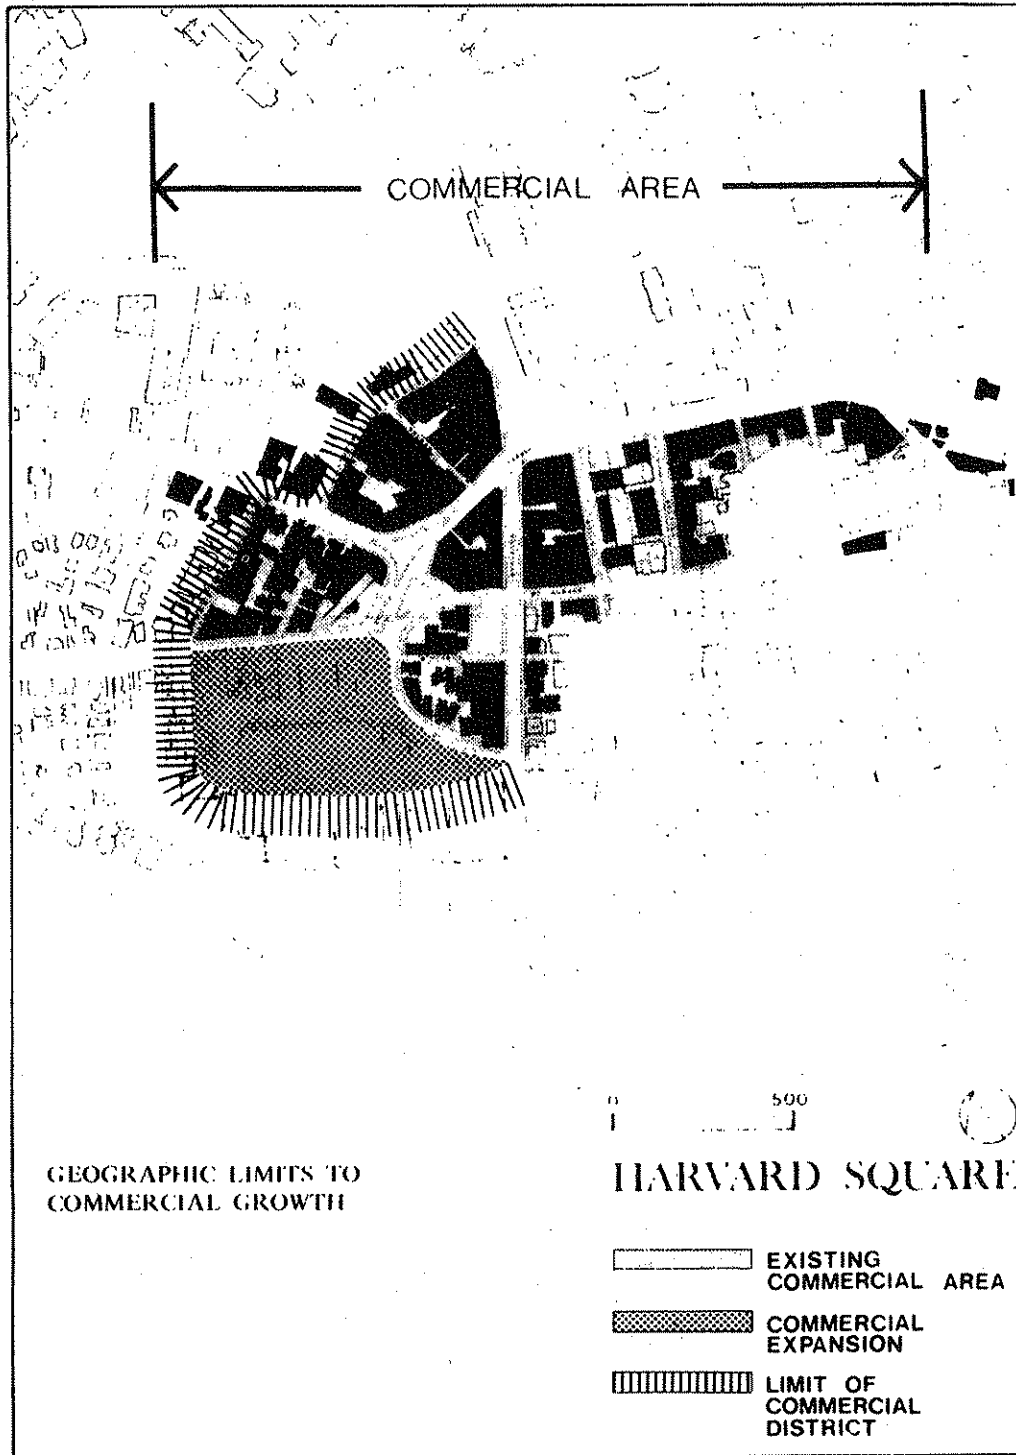 COMMERCIAL AREA
0 500
GEOGRAPHIC LIMITS TO
COMMERCIAL GROWTH
HARVARD SQUARE
EXISTING
COMMERCIAL AREA
COMMERCIAL
EXPANSION
LIMIT OF
COMMERCIAL
DISTRICT